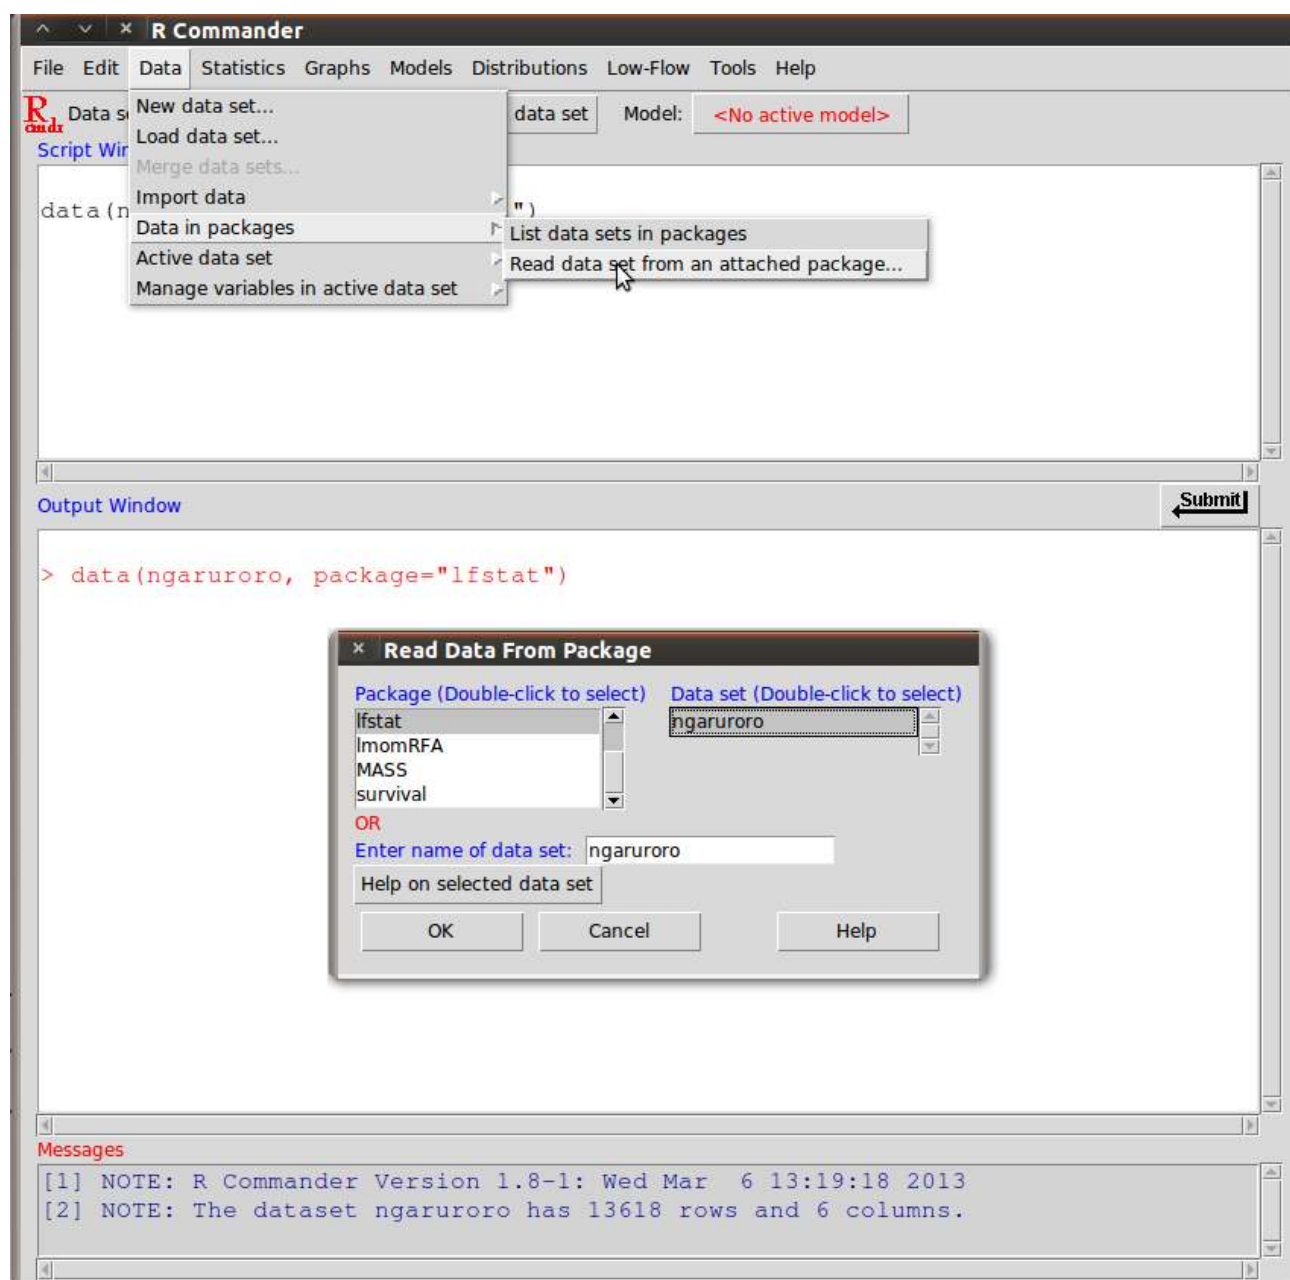 R Commander
File Edit Data Statistics Graphs Models Distributions Low-Flow Tools Help
R Data s data set Model: <No active model>
cmdr
New data set...
Load data set...
Merge data sets...
Import data
Data in packages
Active data set
Manage variables in active data set
List data sets in packages
Read data set from an attached package...
Script Wir
data(n ")
Output Window
Submit
> data(ngaruroro, package="lfstat")
Read Data From Package
Package (Double-click to select) Data set (Double-click to select)
lfstat ngaruroro
lmomRFA
MASS
survival
OR
Enter name of data set: ngaruroro
Help on selected data set
OK Cancel Help
Messages
[1] NOTE: R Commander Version 1.8-1: Wed Mar 6 13:19:18 2013
[2] NOTE: The dataset ngaruroro has 13618 rows and 6 columns.